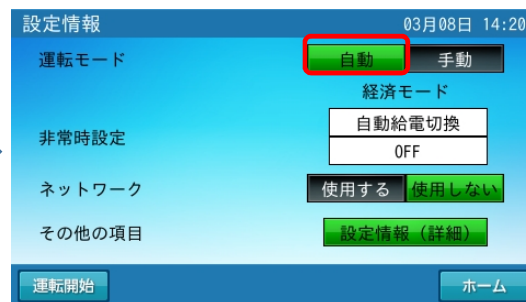 設定情報 03月08日 14:20
運転モード 自動 手動
経済モード
非常時設定 自動給電切換
OFF
ネットワーク 使用する 使用しない
その他の項目 設定情報（詳細）
運転開始 ホーム